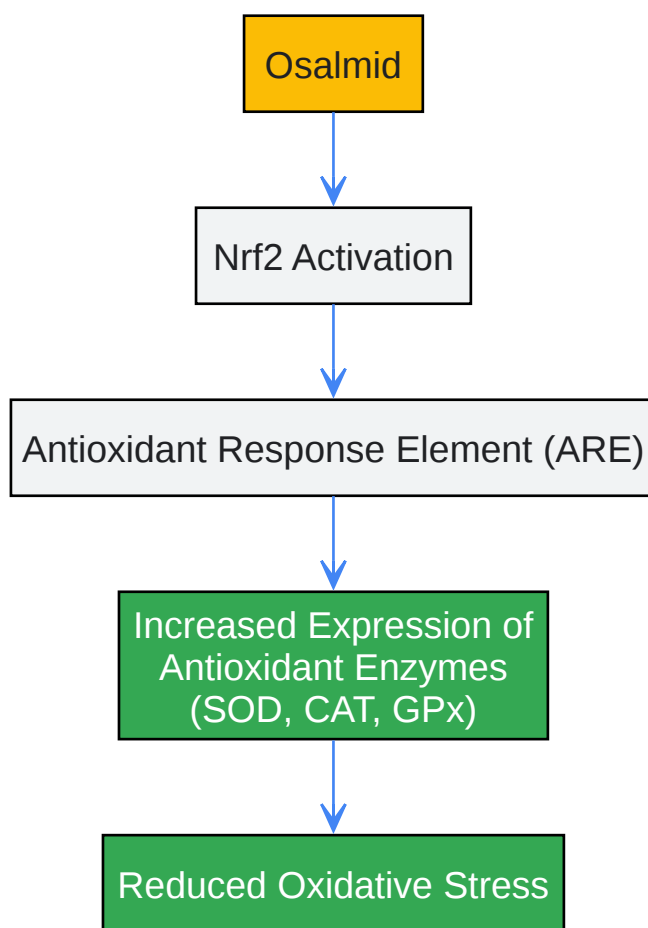 Osalmid
Nrf2 Activation
Antioxidant Response Element (ARE)
Increased Expression of
Antioxidant Enzymes
(SOD, CAT, GPx)
Reduced Oxidative Stress